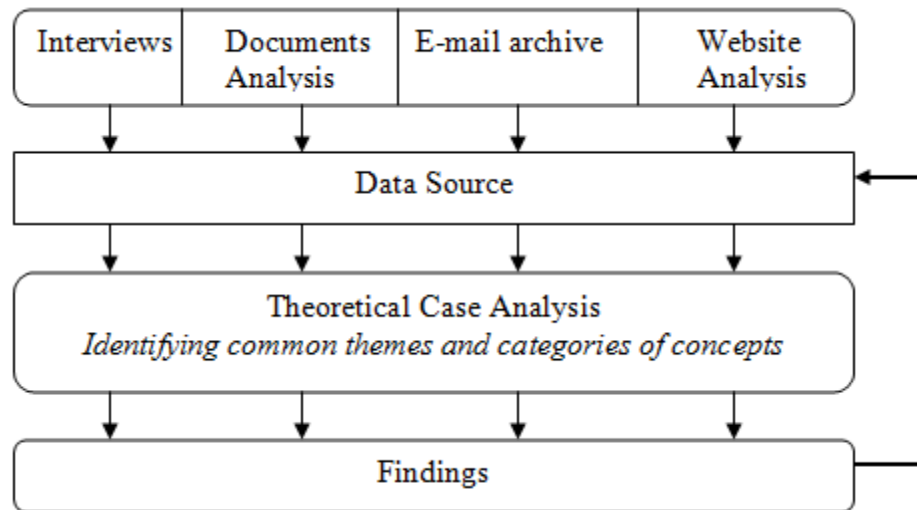 Interviews
Documents
Analysis
E-mail archive
Website
Analysis
Data Source
Theoretical Case Analysis
Identifying common themes and categories of concepts
Findings